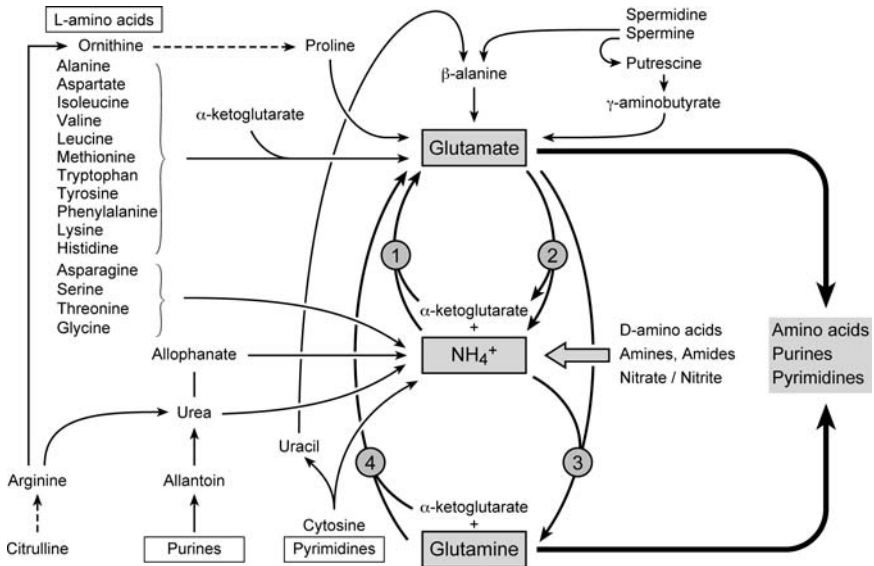 L-amino acids
Ornithine
Proline
Alanine
Aspartate
Isoleucine
Valine
Leucine
Methionine
Tryptophan
Tyrosine
Phenylalanine
Lysine
Histidine
Asparagine
Serine
Threonine
Glycine
α-ketoglutarate
β-alanine
Spermidine
Spermine
Putrescine
γ-aminobutyrate
Glutamate
1
2
α-ketoglutarate
+
NH₄⁺
D-amino acids
Amines, Amides
Nitrate / Nitrite
Amino acids
Purines
Pyrimidines
Allophanate
Urea
Uracil
4
3
Arginine
Allantoin
α-ketoglutarate
+
Glutamine
Citrulline
Purines
Cytosine
Pyrimidines